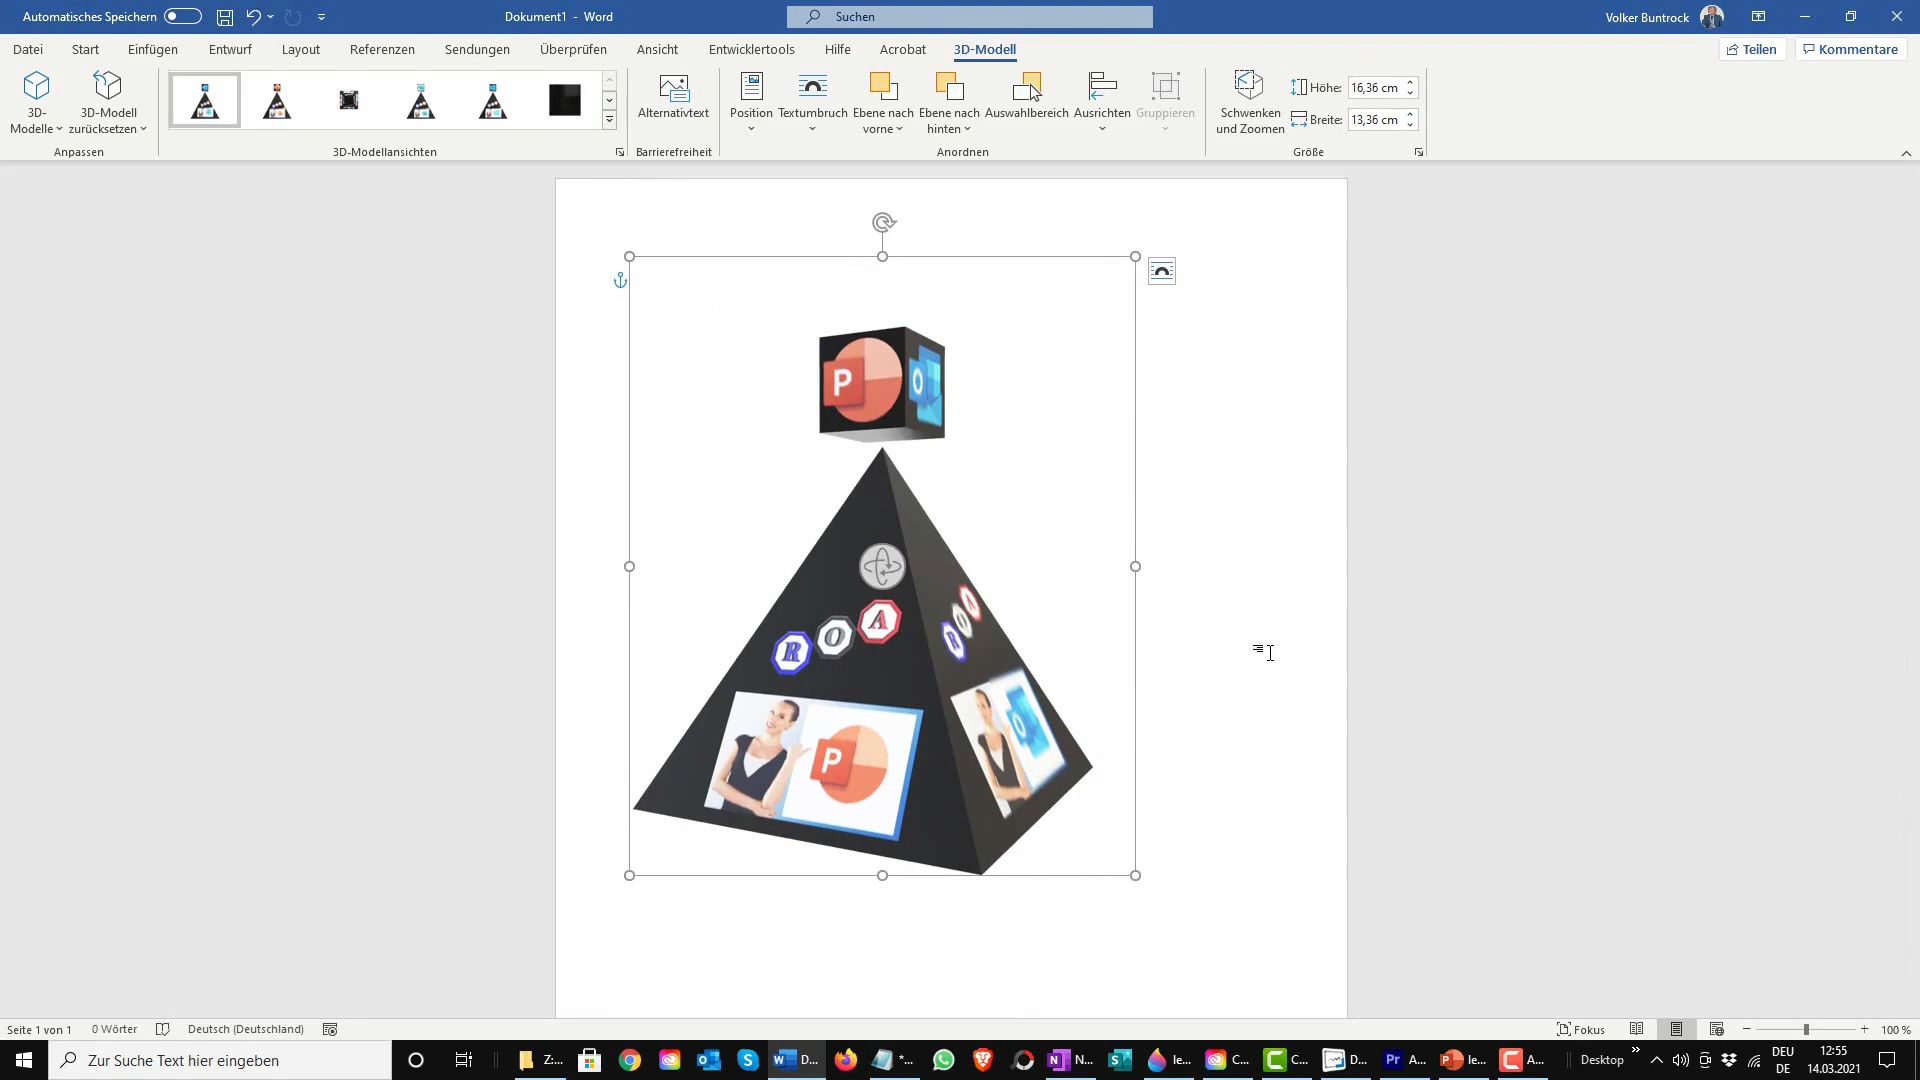 Automatisches Speichern
Dokument1 - Word
Suchen
Volker Buntrock
Datei Start Einfügen Entwurf Layout Referenzen Sendungen Überprüfen Ansicht Entwicklertools Hilfe Acrobat 3D-Modell
Teilen Kommentare
3D-
Modelle
3D-Modell
zurücksetzen
Alternativtext
Position
Textumbruch
Ebene nach
vorne
Ebene nach
hinten
Auswahlbereich
Ausrichten
Gruppieren
Schwenken
und Zoomen
Höhe: 16,36 cm
Breite: 13,36 cm
Anpassen
3D-Modellansichten
Barrierefreiheit
Anordnen
Größe
P
O
R O A
R O A
P
O
Seite 1 von 1 0 Wörter Deutsch (Deutschland)
Fokus
100 %
Zur Suche Text hier eingeben
Z:...
D...
*...
N...
le...
C...
C...
D...
A...
le...
A...
Desktop
DEU
DE
12:55
14.03.2021